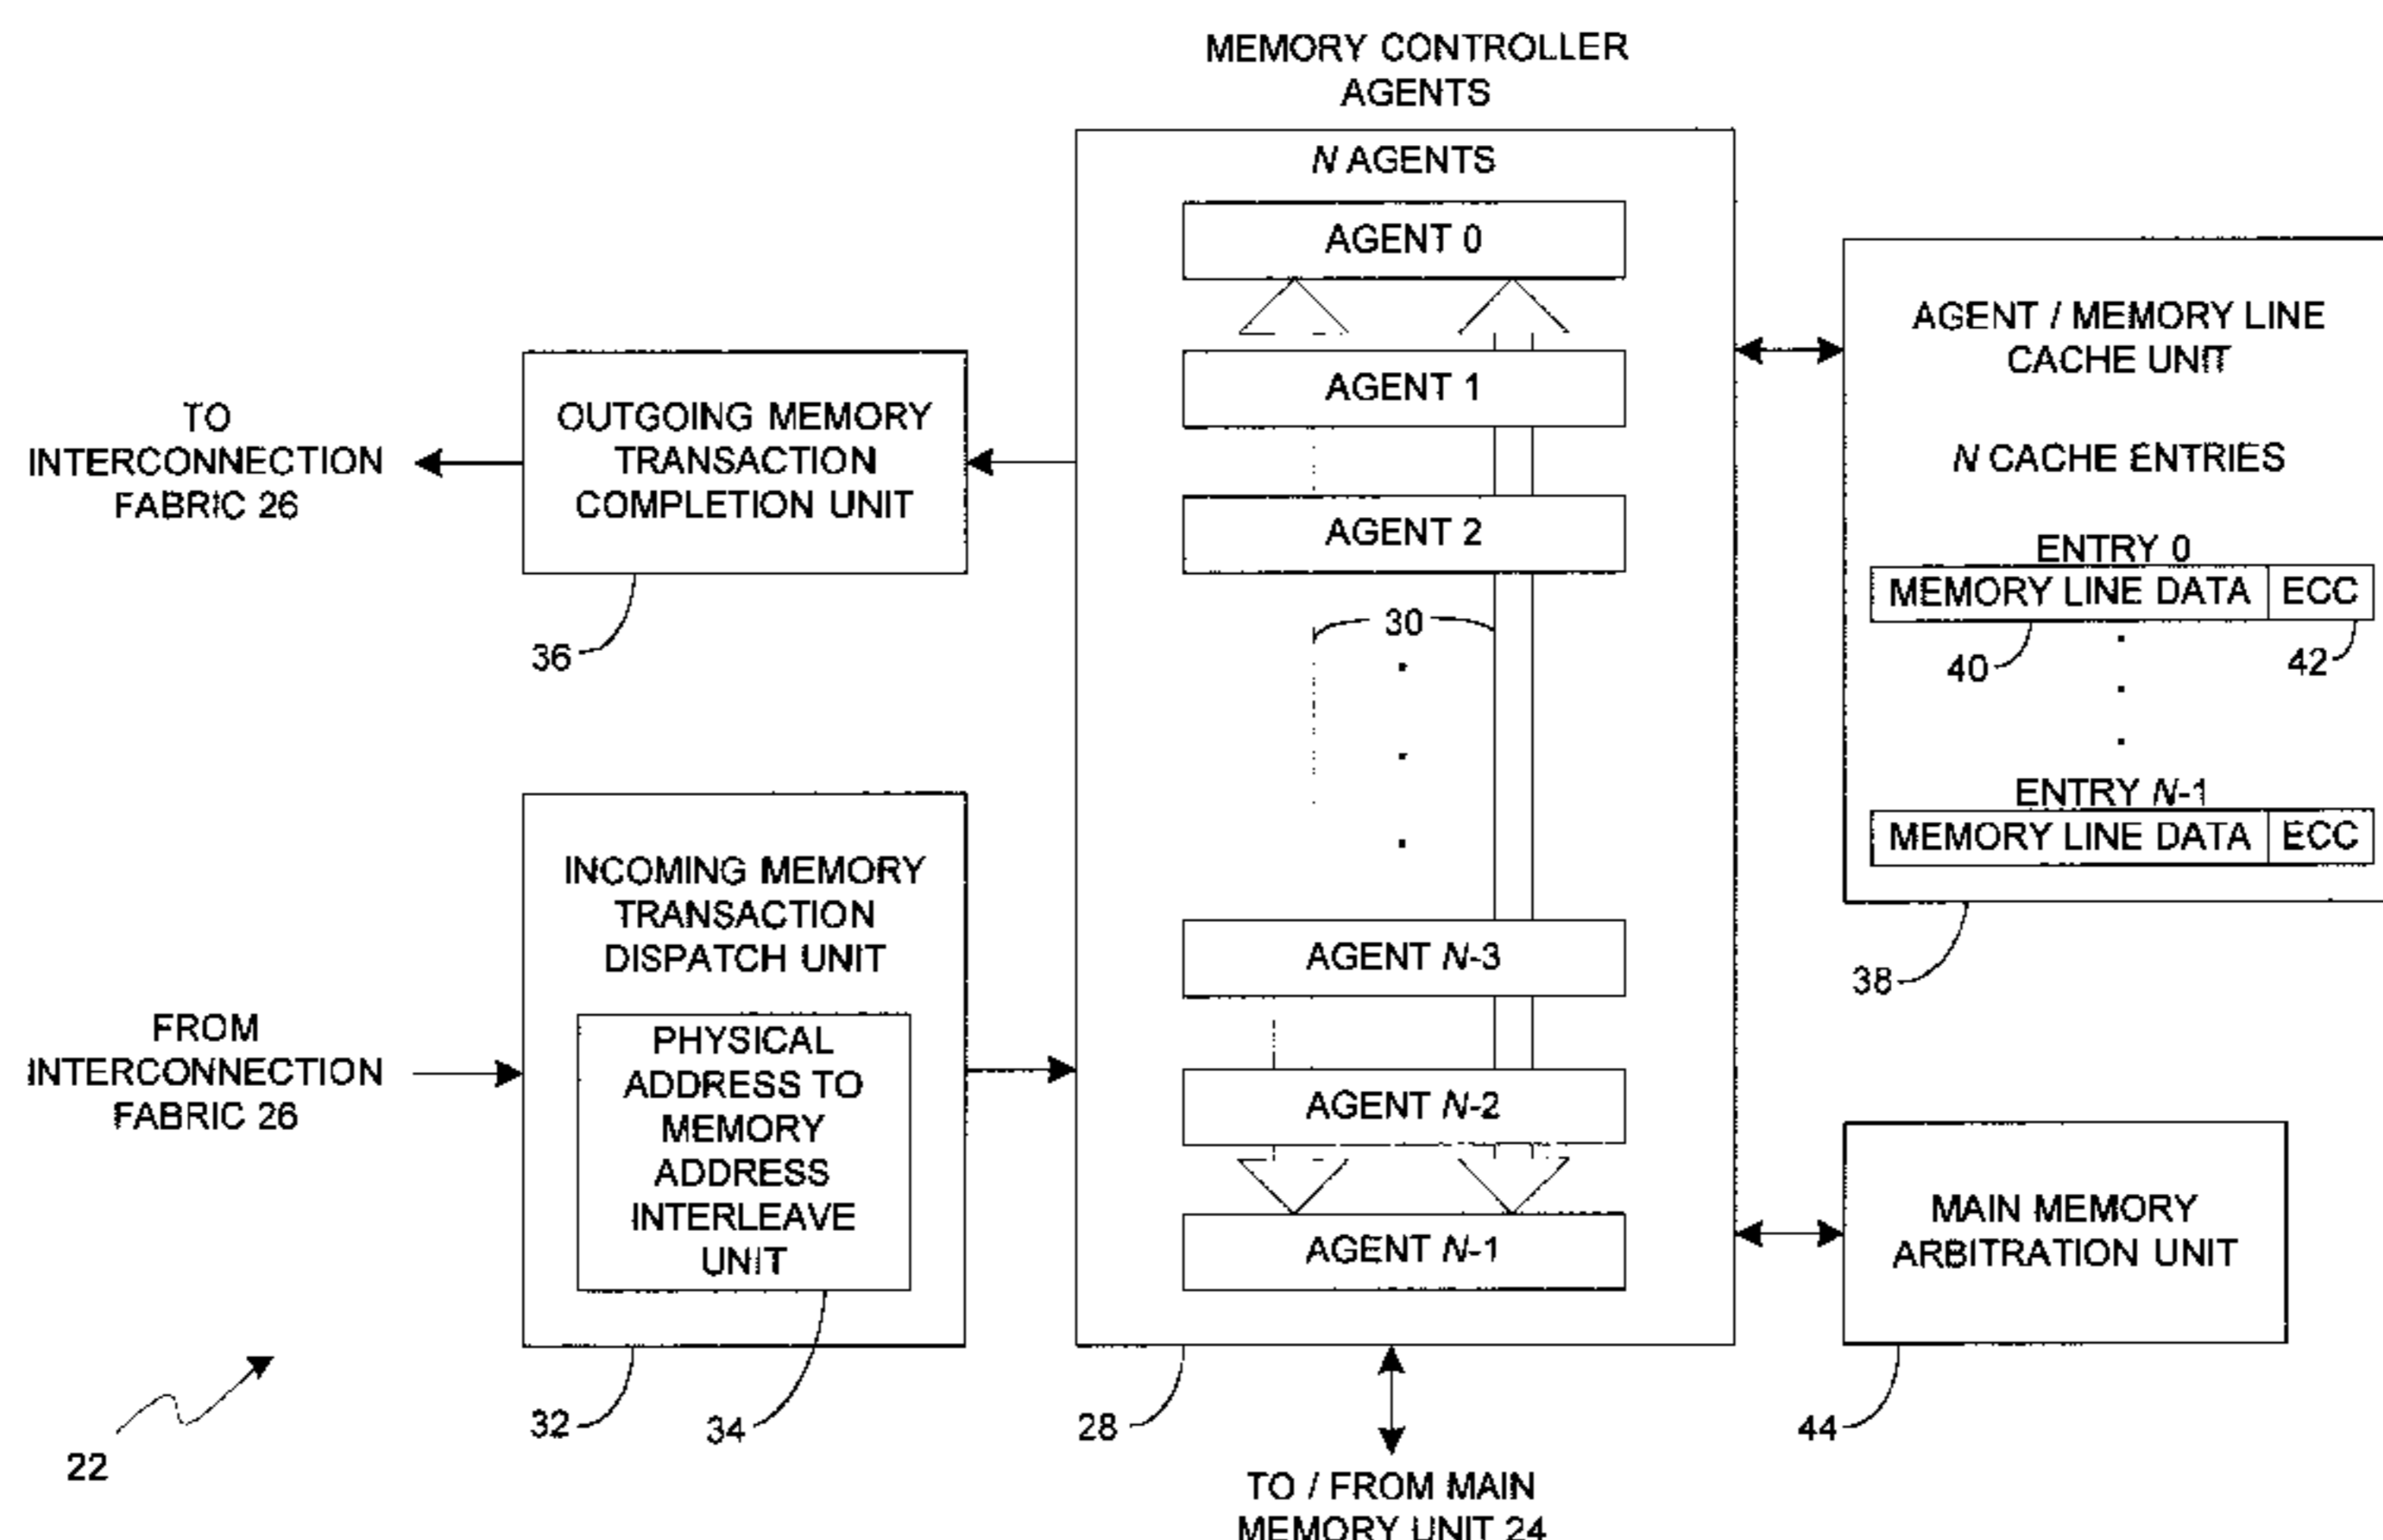 MEMORY CONTROLLER
AGENTS
N AGENTS
AGENT 0
AGENT 1
AGENT 2
30
AGENT N-3
AGENT N-2
AGENT N-1
28
TO / FROM MAIN
MEMORY UNIT 24
TO
INTERCONNECTION
FABRIC 26
OUTGOING MEMORY
TRANSACTION
COMPLETION UNIT
36
FROM
INTERCONNECTION
FABRIC 26
INCOMING MEMORY
TRANSACTION
DISPATCH UNIT
PHYSICAL
ADDRESS TO
MEMORY
ADDRESS
INTERLEAVE
UNIT
32
34
22
AGENT / MEMORY LINE
CACHE UNIT
N CACHE ENTRIES
ENTRY 0
MEMORY LINE DATA ECC
40
42
ENTRY N-1
MEMORY LINE DATA ECC
38
MAIN MEMORY
ARBITRATION UNIT
44